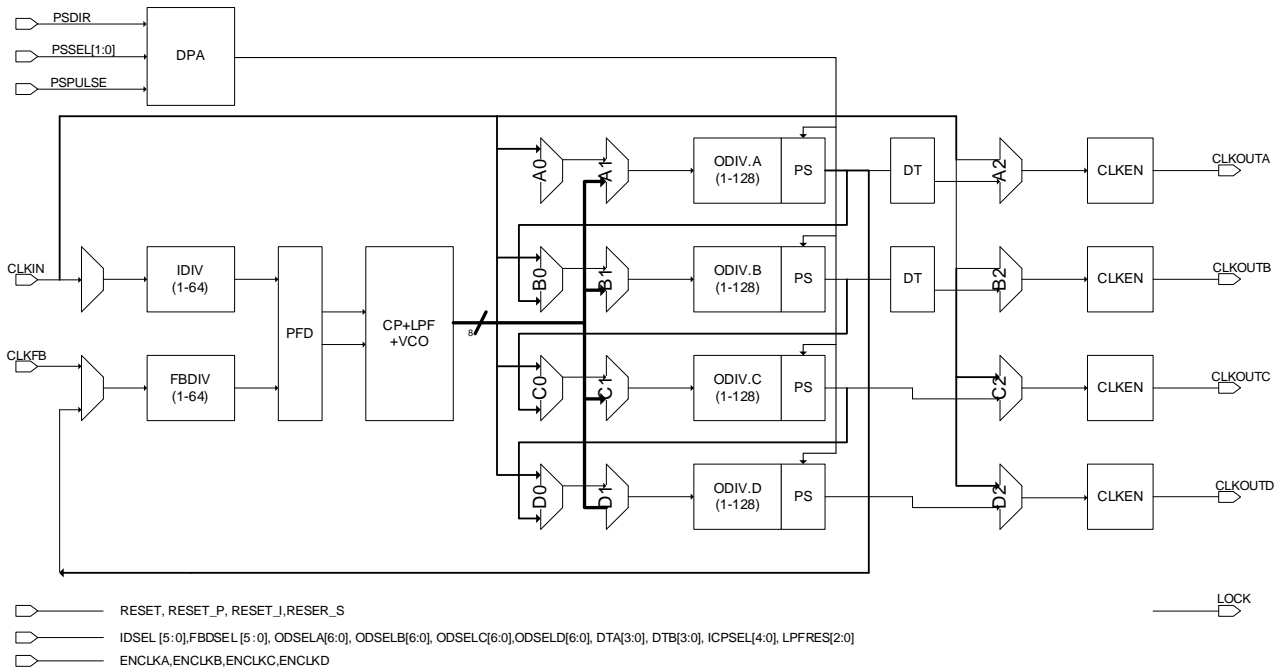 PSDIR
PSSEL[1:0]
PSPULSE
DPA
A0
A1
ODIV.A
(1-128)
PS
DT
A2
CLKEN
CLKOUTA
CLKIN
IDIV
(1-64)
B0
B1
ODIV.B
(1-128)
PS
DT
B2
CLKEN
CLKOUTB
PFD
CP+LPF
+VCO
8
CLKFB
FBDIV
(1-64)
C0
C1
ODIV.C
(1-128)
PS
C2
CLKEN
CLKOUTC
D0
D1
ODIV.D
(1-128)
PS
D2
CLKEN
CLKOUTD
RESET, RESET_P, RESET_I,RESER_S
LOCK
IDSEL [5:0],FBDSEL [5:0], ODSELA[6:0], ODSELB[6:0], ODSELC[6:0],ODSELD[6:0], DTA[3:0], DTB[3:0], ICPSEL[4:0], LPFRES[2:0]
ENCLKA,ENCLKB,ENCLKC,ENCLKD